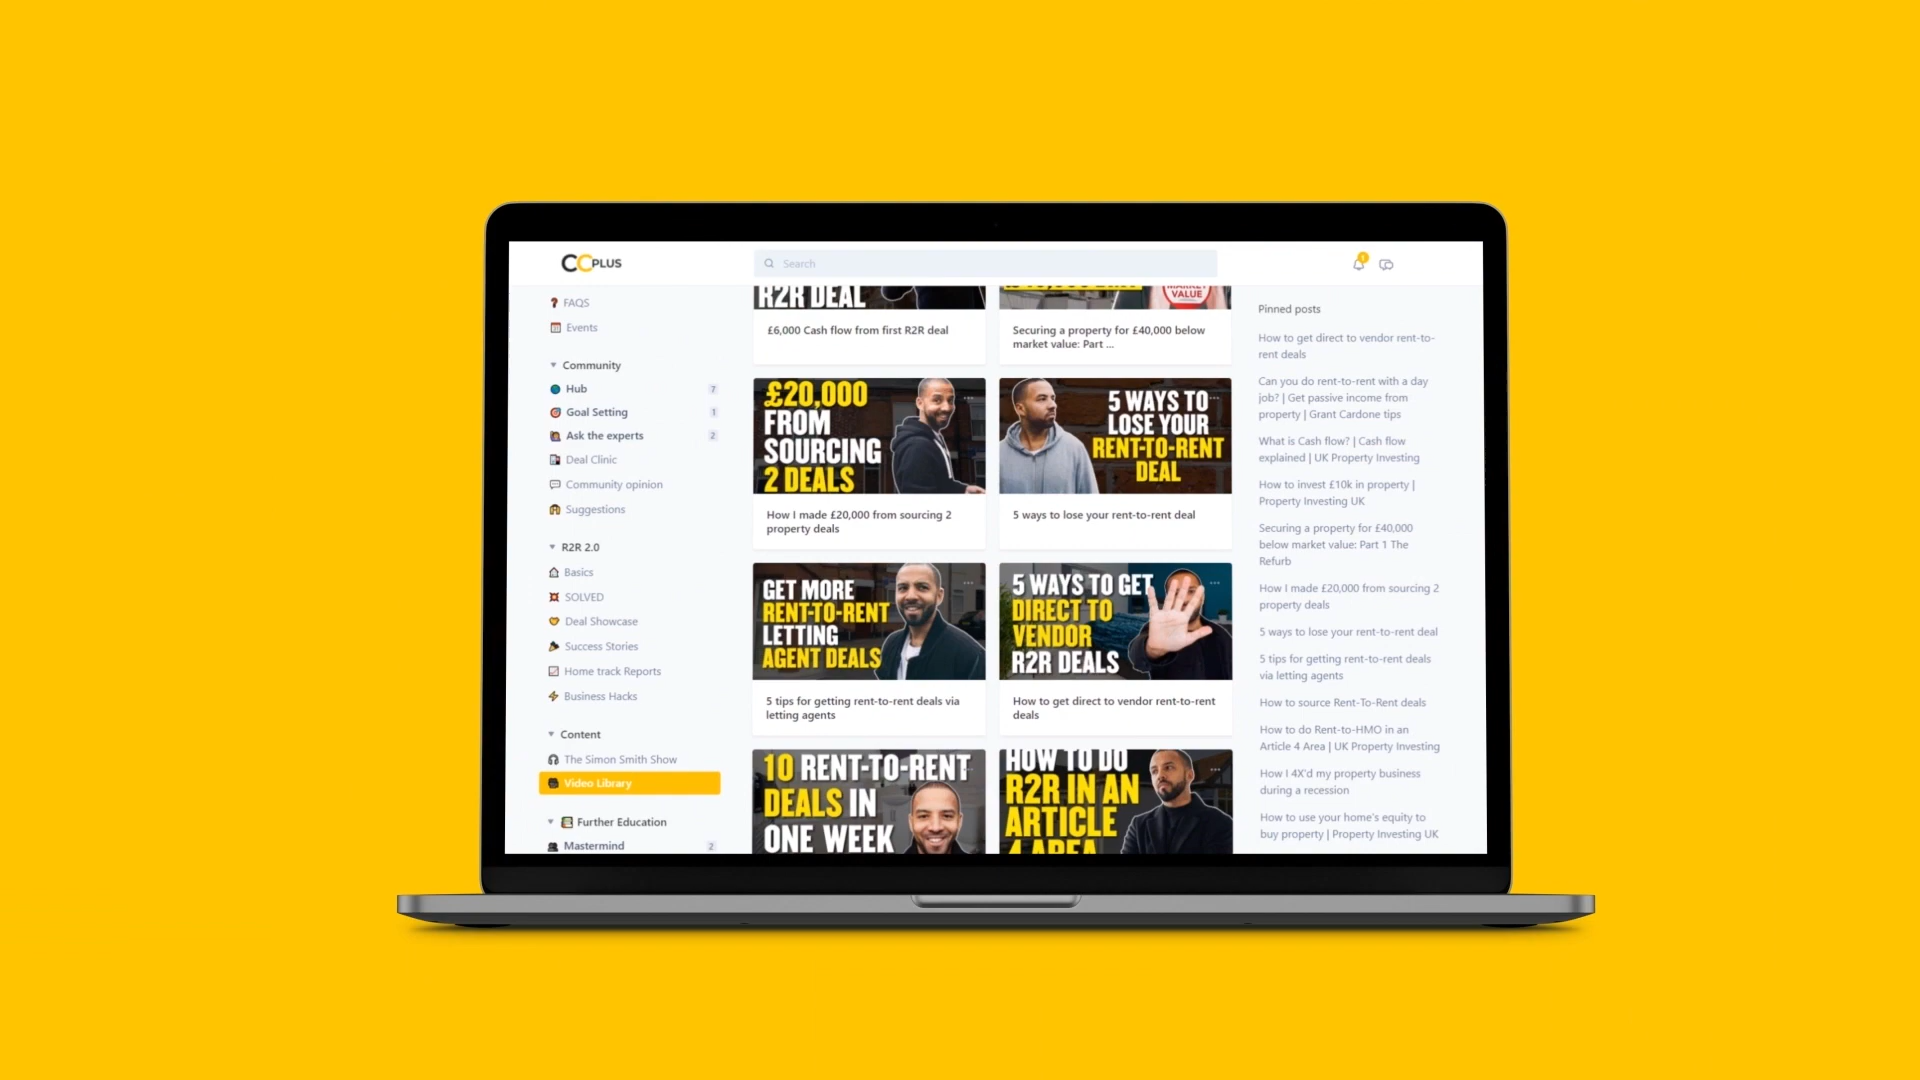 CCPLUS
Search
1
FAQS
Events
Community
Hub 7
Goal Setting 1
Ask the experts 2
Deal Clinic
Community opinion
Suggestions
R2R 2.0
Basics
SOLVED
Deal Showcase
Success Stories
Home track Reports
Business Hacks
Content
The Simon Smith Show
Video Library
Further Education
Mastermind 2
R2R DEAL
£6,000 Cash flow from first R2R deal
MARKET
VALUE
Securing a property for £40,000 below
market value: Part ...
£20,000
FROM
SOURCING
2 DEALS
How I made £20,000 from sourcing 2
property deals
5 WAYS TO
LOSE YOUR
RENT-TO-RENT
DEAL
5 ways to lose your rent-to-rent deal
GET MORE
RENT-TO-RENT
LETTING
AGENT DEALS
5 tips for getting rent-to-rent deals via
letting agents
5 WAYS TO GET
DIRECT TO
VENDOR
R2R DEALS
How to get direct to vendor rent-to-rent
deals
10 RENT-TO-RENT
DEALS IN
ONE WEEK
HOW TO DO
R2R IN AN
ARTICLE
4 AREA
Pinned posts
How to get direct to vendor rent-to-
rent deals
Can you do rent-to-rent with a day
job? | Get passive income from
property | Grant Cardone tips
What is Cash flow? | Cash flow
explained | UK Property Investing
How to invest £10k in property |
Property Investing UK
Securing a property for £40,000
below market value: Part 1 The
Refurb
How I made £20,000 from sourcing 2
property deals
5 ways to lose your rent-to-rent deal
5 tips for getting rent-to-rent deals
via letting agents
How to source Rent-To-Rent deals
How to do Rent-to-HMO in an
Article 4 Area | UK Property Investing
How I 4X'd my property business
during a recession
How to use your home's equity to
buy property | Property Investing UK